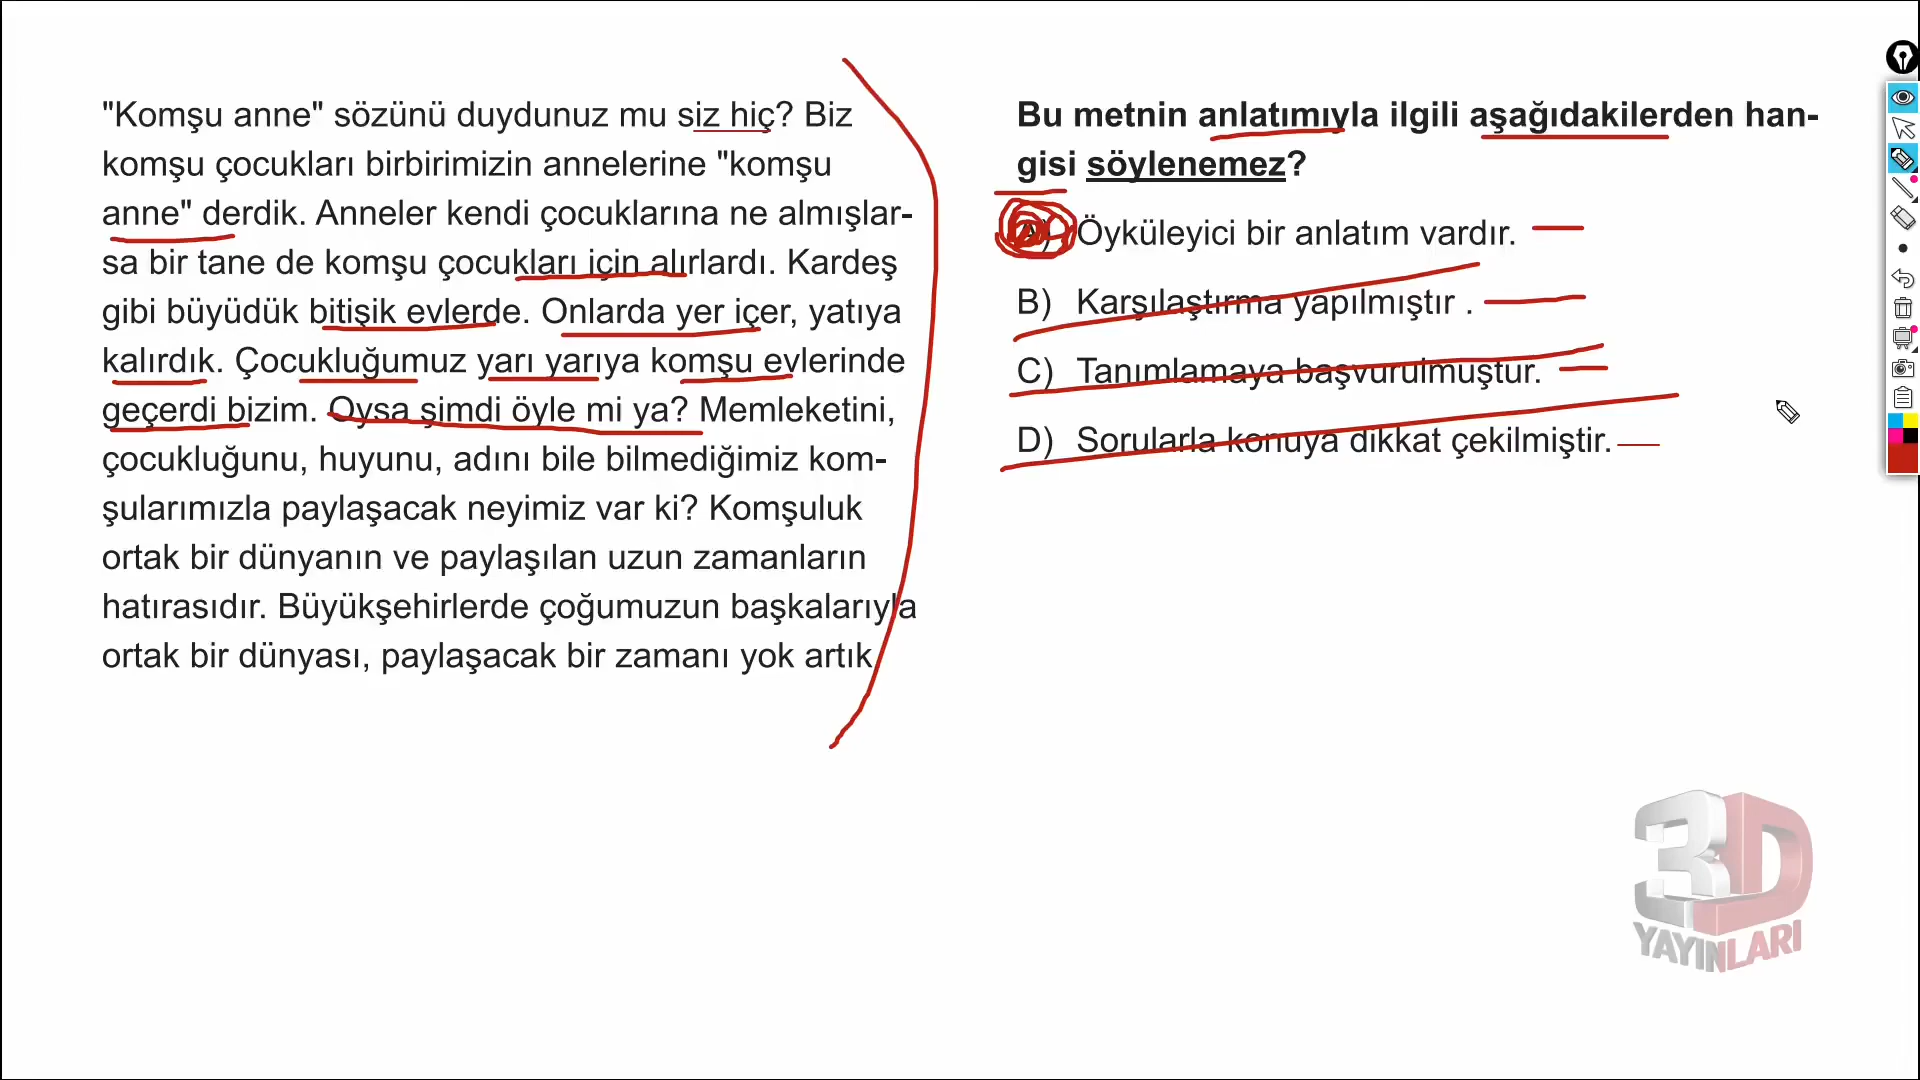 "Komşu anne" sözünü duydunuz mu siz hiç? Biz
komşu çocukları birbirimizin annelerine "komşu
anne" derdik. Anneler kendi çocuklarına ne almışlar-
sa bir tane de komşu çocukları için alırlardı. Kardeş
gibi büyüdük bitişik evlerde. Onlarda yer içer, yatıya
kalırdık. Çocukluğumuz yarı yarıya komşu evlerinde
geçerdi bizim. Oysa şimdi öyle mi ya? Memleketini,
çocukluğunu, huyunu, adını bile bilmediğimiz kom-
şularımızla paylaşacak neyimiz var ki? Komşuluk
ortak bir dünyanın ve paylaşılan uzun zamanların
hatırasıdır. Büyükşehirlerde çoğumuzun başkalarıyla
ortak bir dünyası, paylaşacak bir zamanı yok artık
Bu metnin anlatımıyla ilgili aşağıdakilerden han-
gisi söylenemez?
A) Öyküleyici bir anlatım vardır.
B) Karşılaştırma yapılmıştır .
C) Tanımlamaya başvurulmuştur.
D) Sorularla konuya dikkat çekilmiştir.
3D
YAYINLARI